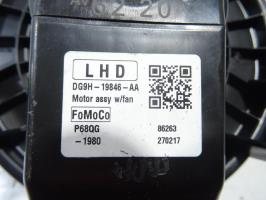 LHD
DG9H-19846-AA
Motor assy w/fan
FoMoCo
P68QG 86263
-1980 270217